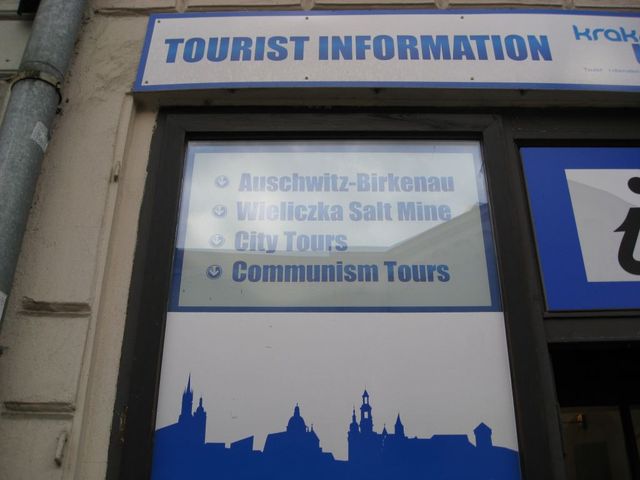 TOURIST INFORMATION
krak
Auschwitz-Birkenau
Wieliczka Salt Mine
City Tours
Communism Tours
i